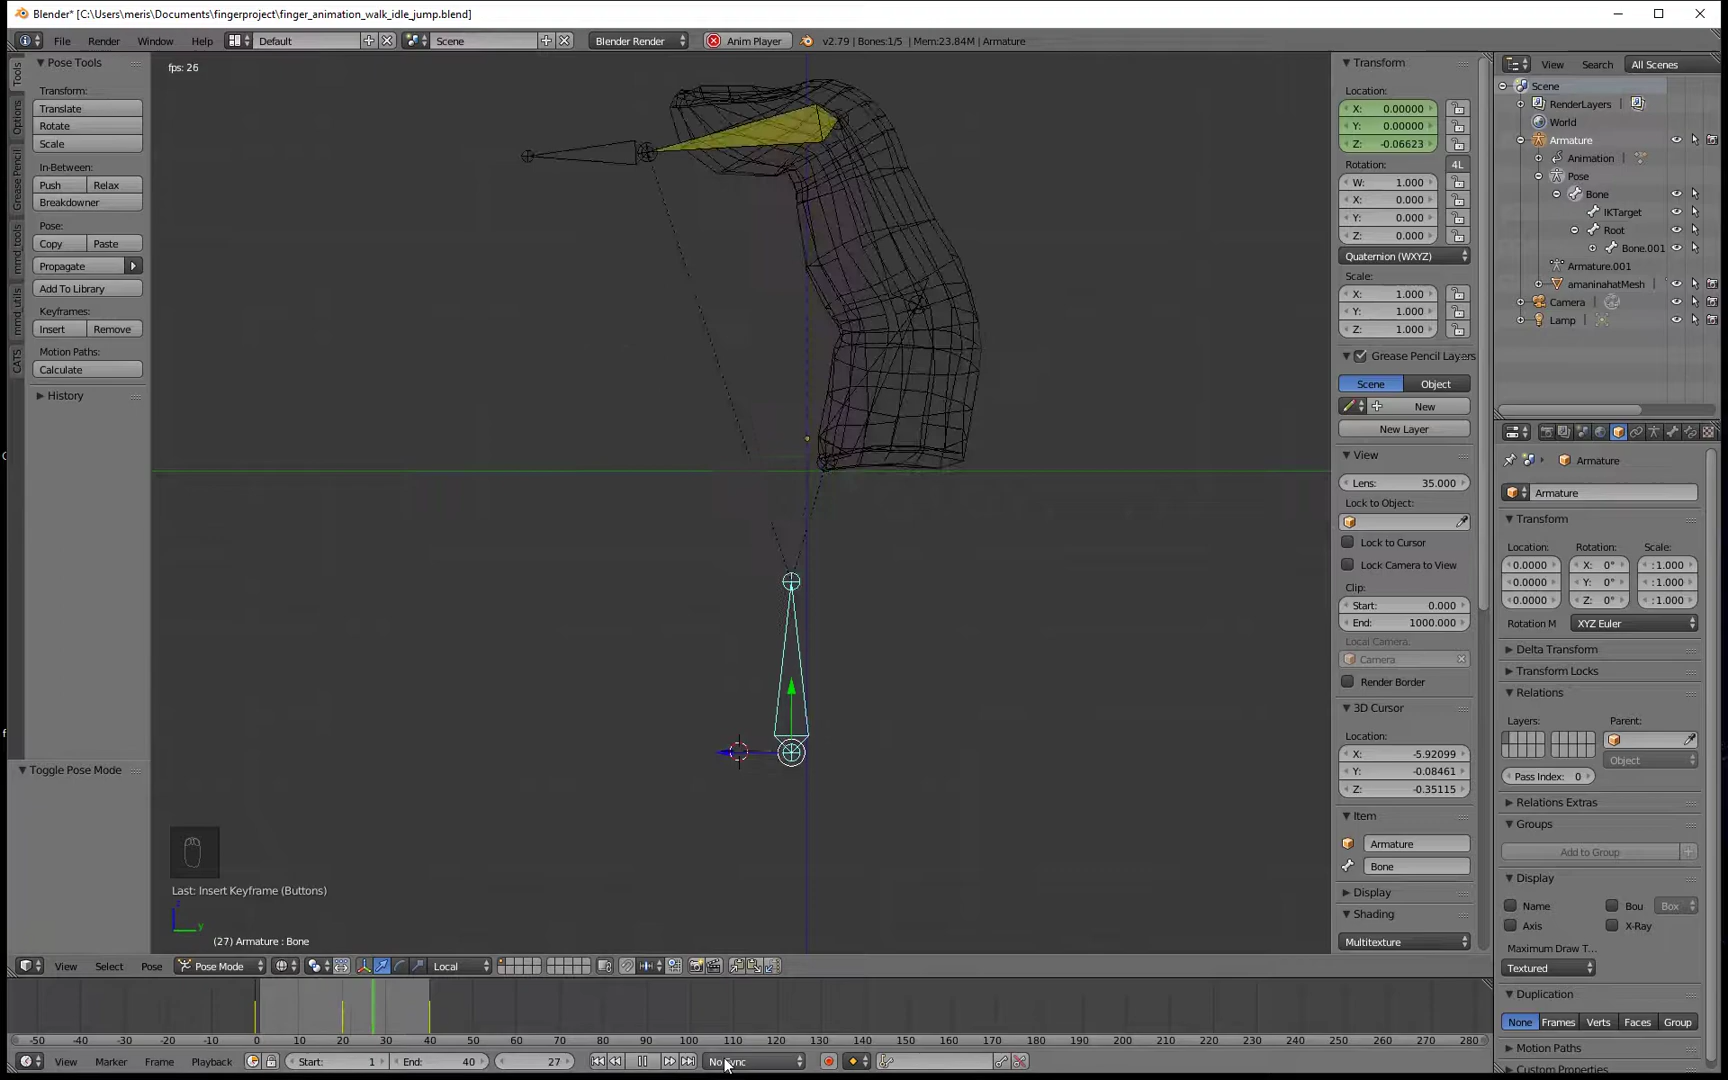 Blender* [C:\Users\meris\Documents\fingerproject\finger_animation_walk_idle_jump.blend]
File Render Window Help Default Scene Blender Render Anim Player v2.79 | Bones:1/5 | Mem:23.84M | Armature
Tools
Options
Grease Pencil
mmd_tools
mmd_utils
CATS
Pose Tools
Transform:
Translate
Rotate
Scale
In-Between:
Push Relax
Breakdowner
Pose:
Copy Paste
Propagate
Add To Library
Keyframes:
Insert Remove
Motion Paths:
Calculate
History
Toggle Pose Mode
fps: 26
Last: Insert Keyframe (Buttons)
z
y
(27) Armature : Bone
Transform
Location:
X: 0.00000
Y: 0.00000
Z: -0.06623
Rotation: 4L
W: 1.000
X: 0.000
Y: 0.000
Z: 0.000
Quaternion (WXYZ)
Scale:
X: 1.000
Y: 1.000
Z: 1.000
Grease Pencil Layers
Scene Object
New
New Layer
View
Lens: 35.000
Lock to Object:
Lock to Cursor
Lock Camera to View
Clip:
Start: 0.000
End: 1000.000
Local Camera:
Camera
Render Border
3D Cursor
Location:
X: -5.92099
Y: -0.08461
Z: -0.35115
Item
Armature
Bone
Display
Shading
Multitexture
View Search All Scenes
Scene
RenderLayers
World
Armature
Animation
Pose
Bone
IKTarget
Root
Bone.001
Armature.001
amaninahatMesh
Camera
Lamp
Armature
Armature
Transform
Location: Rotation: Scale:
0.0000 X: 0° : 1.000
0.0000 Y: 0° : 1.000
0.0000 Z: 0° : 1.000
Rotation M XYZ Euler
Delta Transform
Transform Locks
Relations
Layers: Parent:
Object
Pass Index: 0
Relations Extras
Groups
Add to Group
Display
Name Bou Box
Axis X-Ray
Maximum Draw T...
Textured
Duplication
None Frames Verts Faces Group
Motion Paths
Custom Properties
View Select Pose Pose Mode Local
-50 -40 -30 -20 -10 0 10 20 30 40 50 60 70 80 90 100 110 120 130 140 150 160 170 180 190 200 210 220 230 240 250 260 270 280
View Marker Frame Playback Start: 1 End: 40 27 No Sync